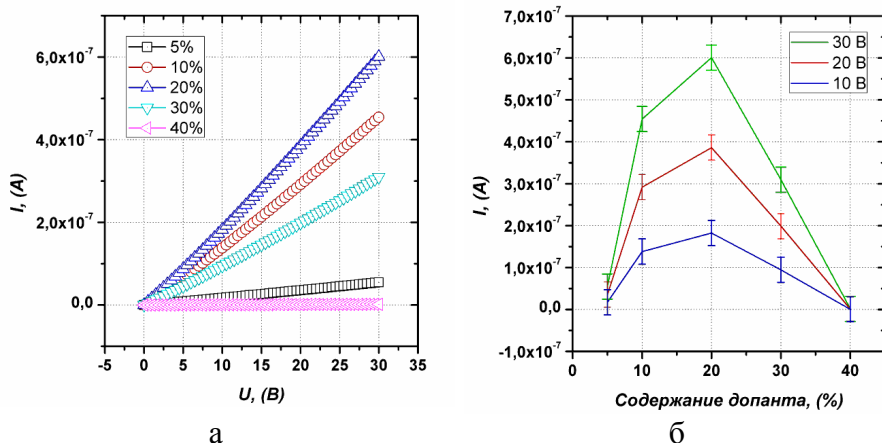 6,0x10⁻⁷
4,0x10⁻⁷
2,0x10⁻⁷
0,0
I, (A)
5%
10%
20%
30%
40%
-5 0 5 10 15 20 25 30 35
U, (В)
а
7,0x10⁻⁷
6,0x10⁻⁷
5,0x10⁻⁷
4,0x10⁻⁷
3,0x10⁻⁷
2,0x10⁻⁷
1,0x10⁻⁷
0,0
-1,0x10⁻⁷
I, (A)
30 В
20 В
10 В
0 10 20 30 40
Содержание допанта, (%)
б